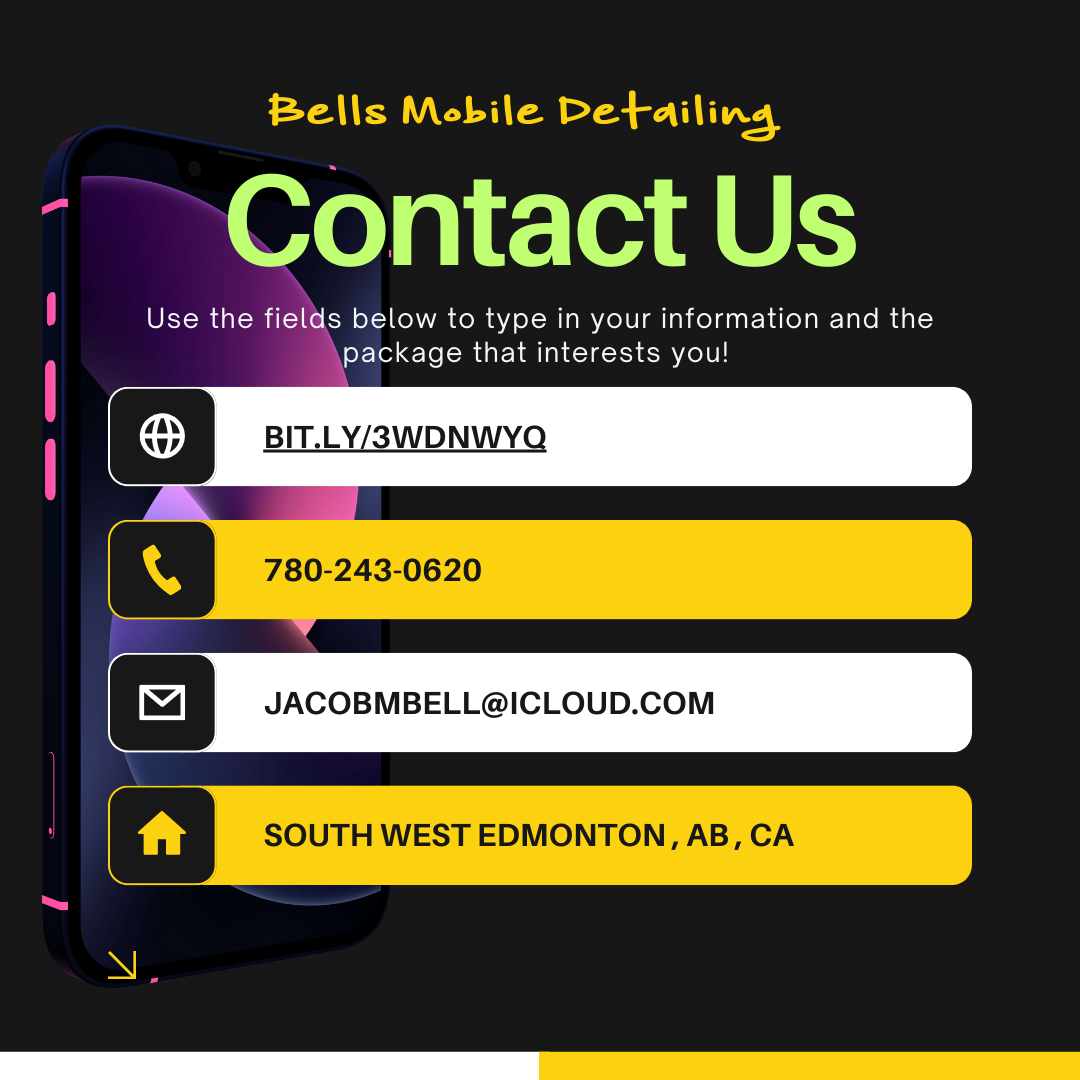 Bells Mobile Detailing
Contact Us
Use the fields below to type in your information and the
package that interests you!
BIT.LY/3WDNWYQ
780-243-0620
JACOBMBELL@ICLOUD.COM
SOUTH WEST EDMONTON , AB , CA